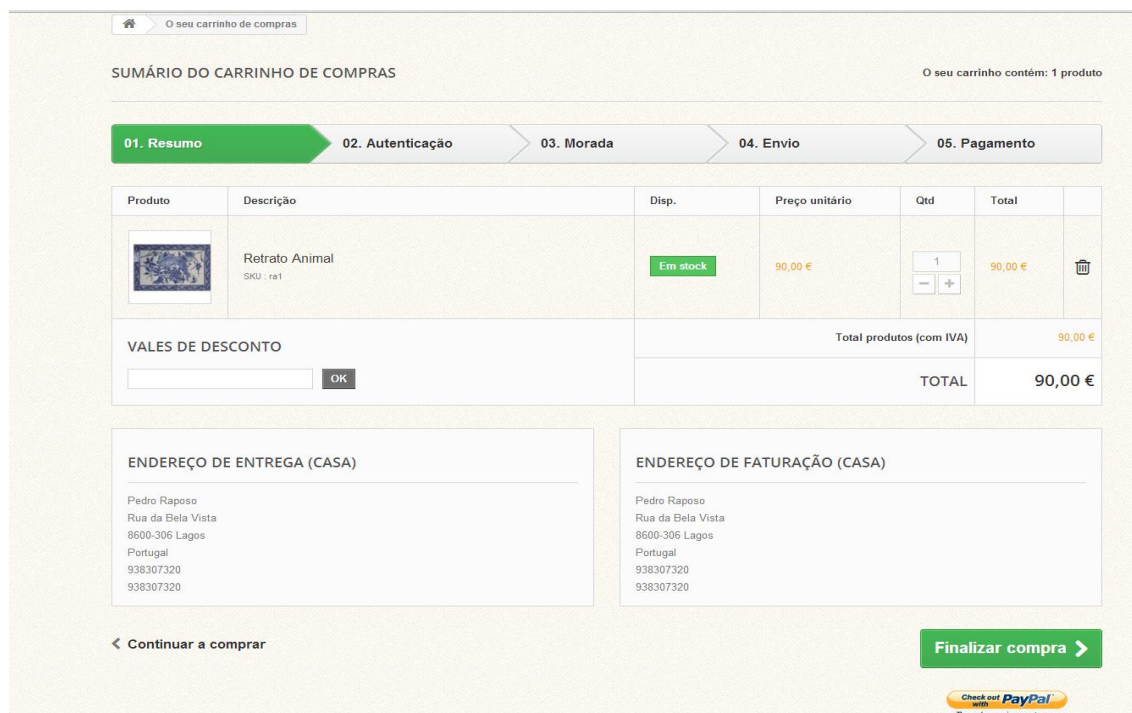 O seu carrinho de compras
SUMÁRIO DO CARRINHO DE COMPRAS
O seu carrinho contém: 1 produto
01. Resumo
02. Autenticação
03. Morada
04. Envio
05. Pagamento
Produto
Descrição
Disp.
Preço unitário
Qtd
Total
Retrato Animal
SKU : ra1
Em stock
90,00 €
1
90,00 €
VALES DE DESCONTO
OK
Total produtos (com IVA)
90,00 €
TOTAL
90,00 €
ENDEREÇO DE ENTREGA (CASA)
Pedro Raposo
Rua da Bela Vista
8600-306 Lagos
Portugal
938307320
938307320
ENDEREÇO DE FATURAÇÃO (CASA)
Pedro Raposo
Rua da Bela Vista
8600-306 Lagos
Portugal
938307320
938307320
Continuar a comprar
Finalizar compra
Check out
with PayPal